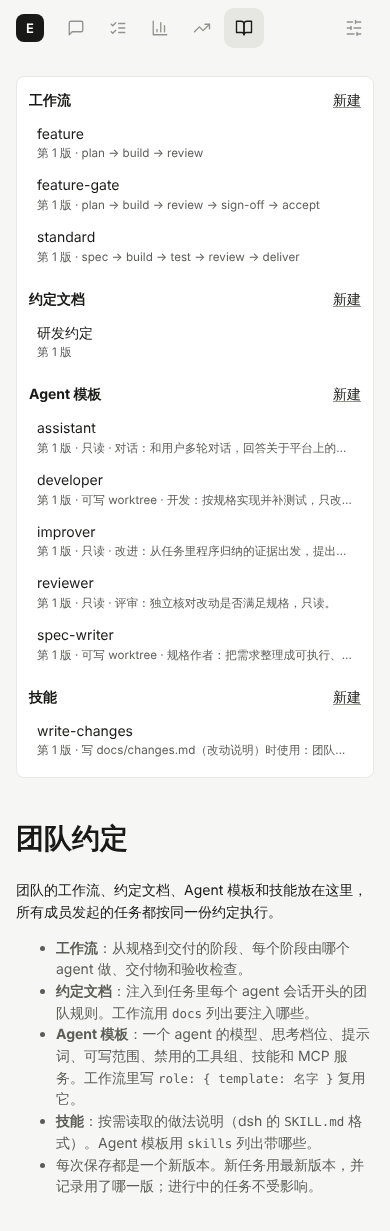 E
工作流 新建
feature
第 1 版 · plan → build → review
feature-gate
第 1 版 · plan → build → review → sign-off → accept
standard
第 1 版 · spec → build → test → review → deliver
约定文档 新建
研发约定
第 1 版
Agent 模板 新建
assistant
第 1 版 · 只读 · 对话：和用户多轮对话，回答关于平台上的...
developer
第 1 版 · 可写 worktree · 开发：按规格实现并补测试，只改...
improver
第 1 版 · 只读 · 改进：从任务里程序归纳的证据出发，提出...
reviewer
第 1 版 · 只读 · 评审：独立核对改动是否满足规格，只读。
spec-writer
第 1 版 · 可写 worktree · 规格作者：把需求整理成可执行、...
技能 新建
write-changes
第 1 版 · 写 docs/changes.md（改动说明）时使用：团队...
团队约定
团队的工作流、约定文档、Agent 模板和技能放在这里，
所有成员发起的任务都按同一份约定执行。
• 工作流：从规格到交付的阶段、每个阶段由哪个
agent 做、交付物和验收检查。
• 约定文档：注入到任务里每个 agent 会话开头的团
队规则。工作流用 docs 列出要注入哪些。
• Agent 模板：一个 agent 的模型、思考档位、提示
词、可写范围、禁用的工具组、技能和 MCP 服
务。工作流里写 role: { template: 名字 } 复用
它。
• 技能：按需读取的做法说明（dsh 的 SKILL.md 格
式）。Agent 模板用 skills 列出带哪些。
• 每次保存都是一个新版本。新任务用最新版本，并
记录用了哪一版；进行中的任务不受影响。